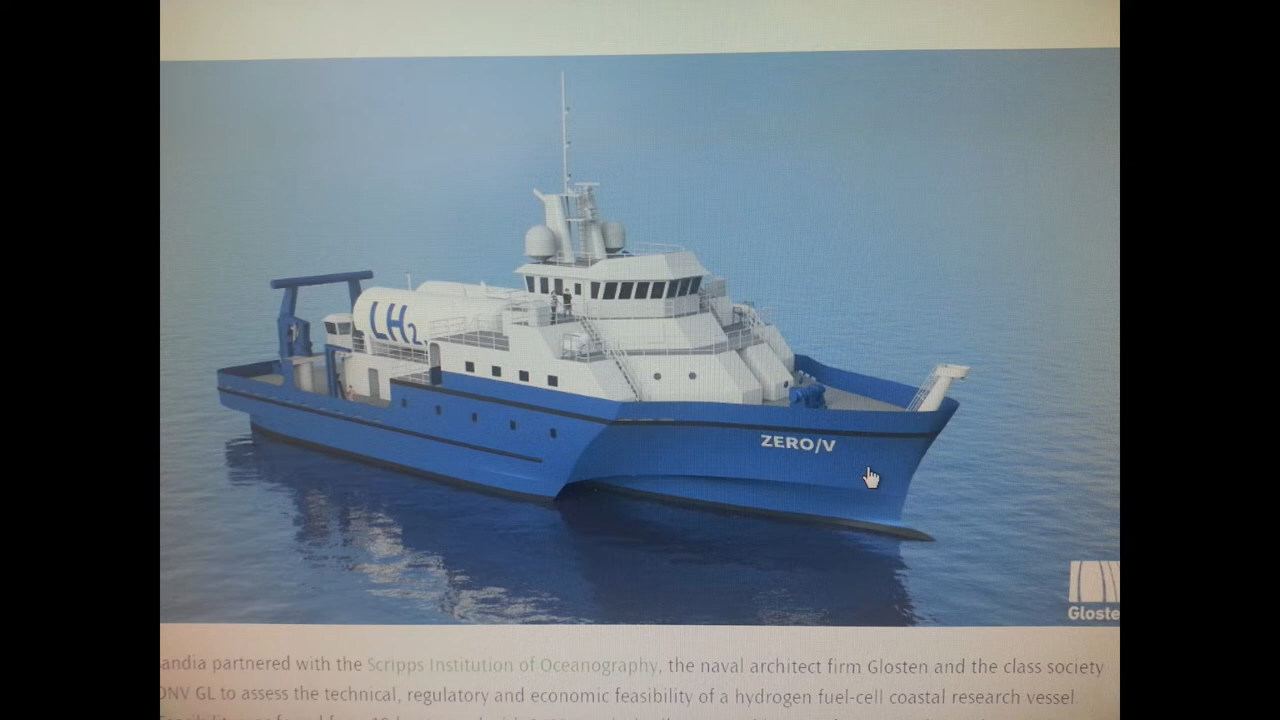 LH2
ZERO/V
Gloste
andia partnered with the Scripps Institution of Oceanography, the naval architect firm Glosten and the class society
DNV GL to assess the technical, regulatory and economic feasibility of a hydrogen fuel-cell coastal research vessel.